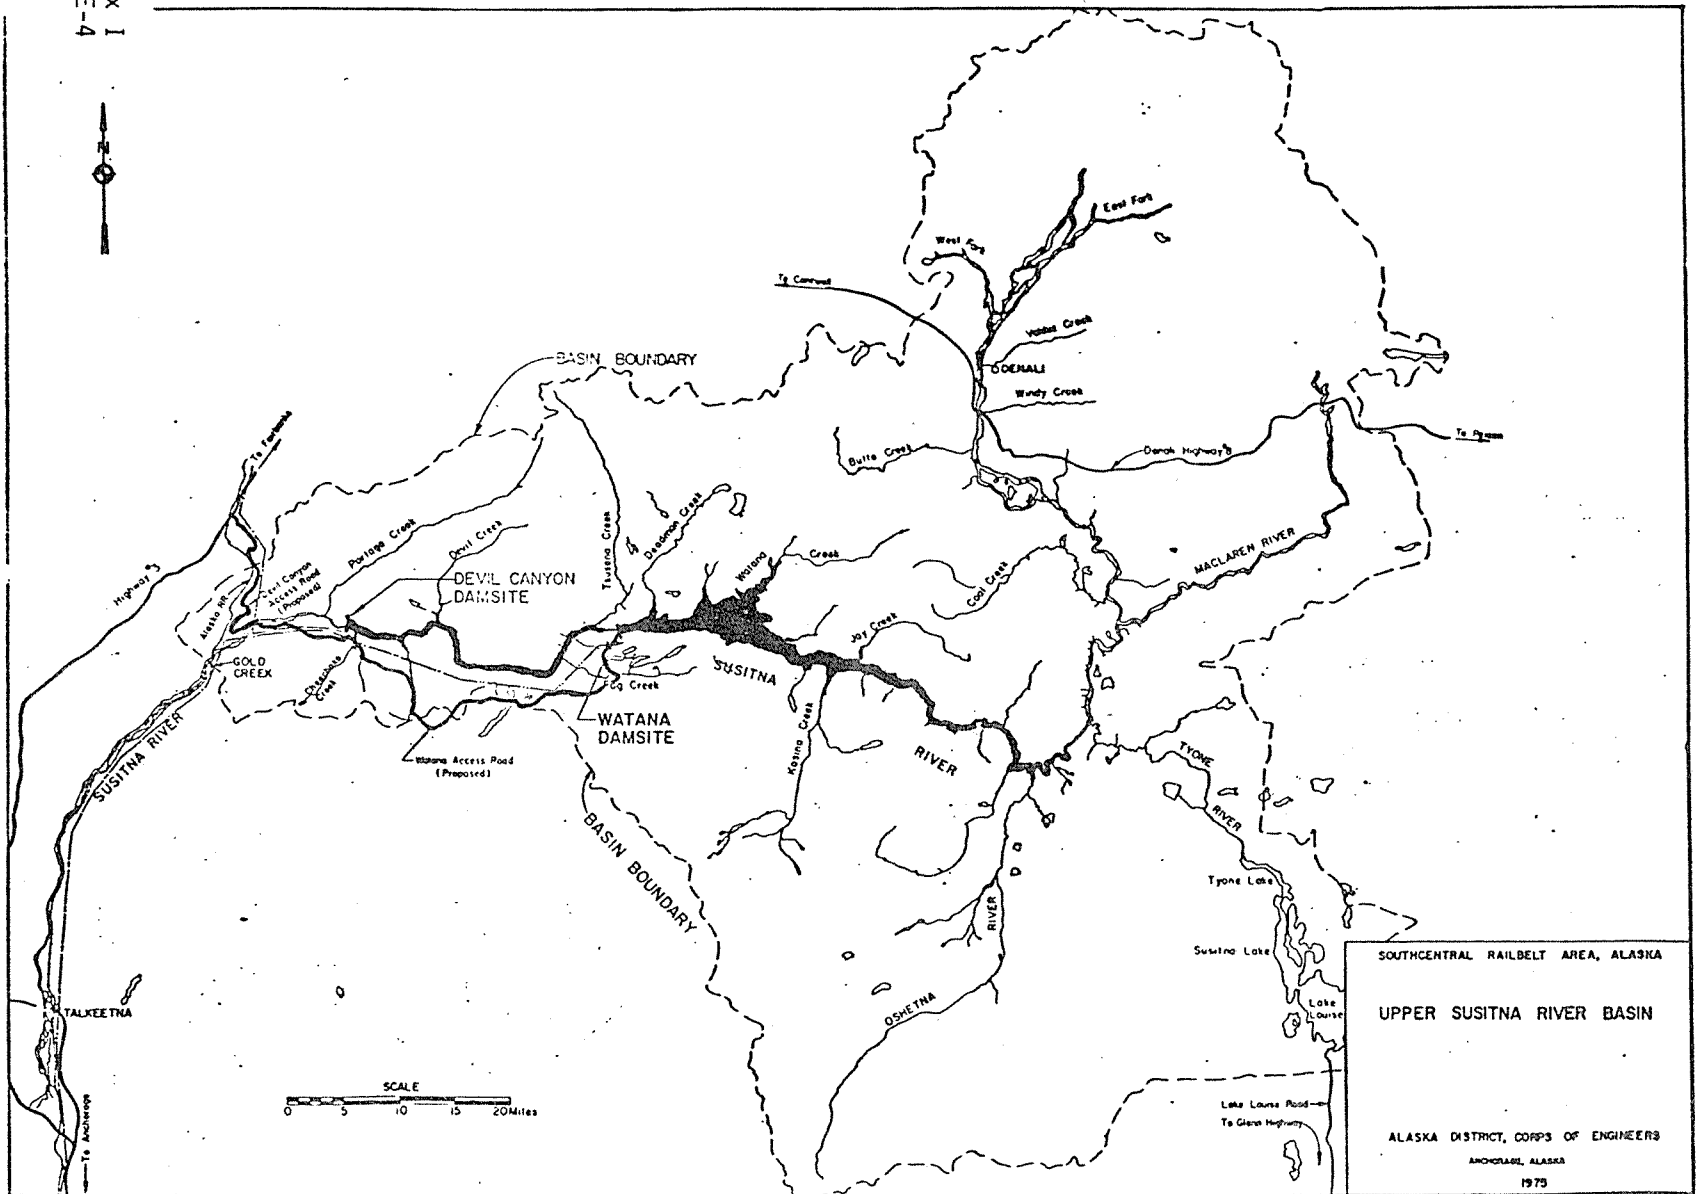 x I
E-4
N
East Fork
West Fork
To Cantwell
Valdez Creek
BASIN BOUNDARY
DENALI
Windy Creek
To Fairbanks
To Paxson
Butte Creek
Denali Highway 8
Portage Creek
Devil Creek
Tsusena Creek
Deadman Creek
Watana
Creek
MACLAREN RIVER
Highway 3
Devil Canyon
Access Road
(Proposed)
DEVIL CANYON
DAMSITE
Coal Creek
Alaska RR
Jay Creek
GOLD
CREEK
Creek
SUSITNA
Creek
WATANA
DAMSITE
SUSITNA RIVER
Kosina Creek
RIVER
TYONE
RIVER
Watana Access Road
(Proposed)
BASIN BOUNDARY
Tyone Lake
RIVER
Susitna Lake
SOUTHCENTRAL RAILBELT AREA, ALASKA
OSHETNA
Lake
Louise
TALKEETNA
UPPER SUSITNA RIVER BASIN
SCALE
0 5 10 15 20 Miles
Lake Louise Road
To Glenn Highway
To Anchorage
ALASKA DISTRICT, CORPS OF ENGINEERS
ANCHORAGE, ALASKA
1975